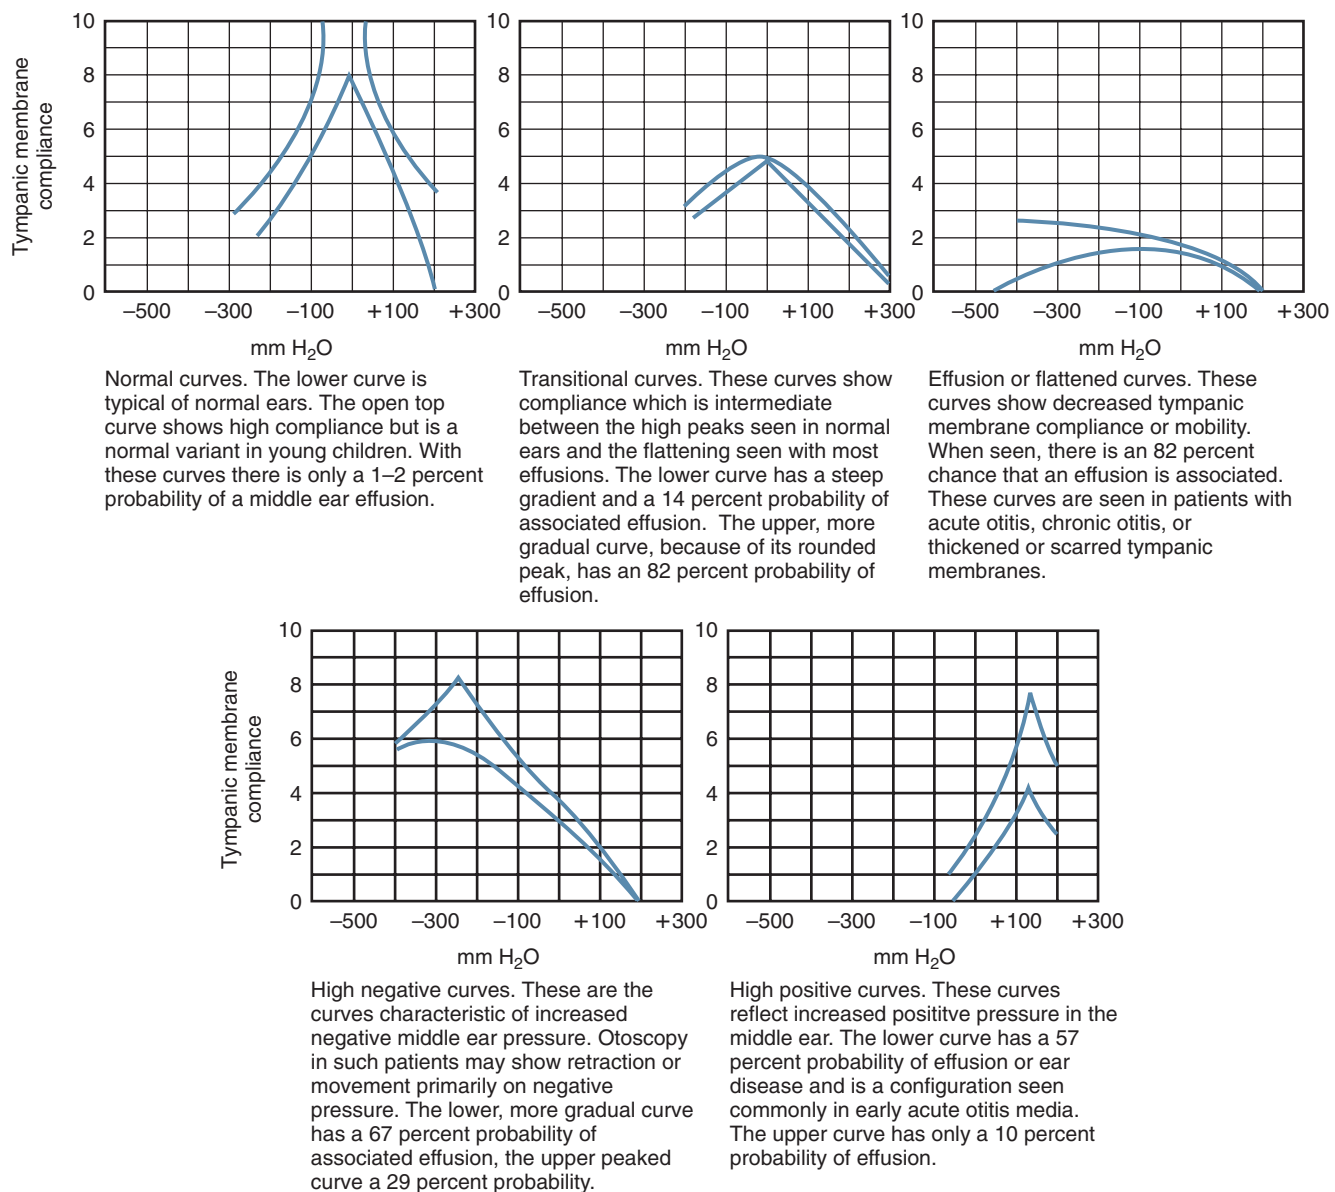 10
8
6
4
2
0
Tympanic membrane
compliance
–500 –300 –100 +100 +300
mm H2O
10
8
6
4
2
0
–500 –300 –100 +100 +300
mm H2O
10
8
6
4
2
0
–500 –300 –100 +100 +300
mm H2O
Normal curves. The lower curve is
typical of normal ears. The open top
curve shows high compliance but is a
normal variant in young children. With
these curves there is only a 1–2 percent
probability of a middle ear effusion.
Transitional curves. These curves show
compliance which is intermediate
between the high peaks seen in normal
ears and the flattening seen with most
effusions. The lower curve has a steep
gradient and a 14 percent probability of
associated effusion. The upper, more
gradual curve, because of its rounded
peak, has an 82 percent probability of
effusion.
Effusion or flattened curves. These
curves show decreased tympanic
membrane compliance or mobility.
When seen, there is an 82 percent
chance that an effusion is associated.
These curves are seen in patients with
acute otitis, chronic otitis, or
thickened or scarred tympanic
membranes.
10
8
6
4
2
0
Tympanic membrane
compliance
–500 –300 –100 +100 +300
mm H2O
10
8
6
4
2
0
–500 –300 –100 +100 +300
mm H2O
High negative curves. These are the
curves characteristic of increased
negative middle ear pressure. Otoscopy
in such patients may show retraction or
movement primarily on negative
pressure. The lower, more gradual curve
has a 67 percent probability of
associated effusion, the upper peaked
curve a 29 percent probability.
High positive curves. These curves
reflect increased posititve pressure in the
middle ear. The lower curve has a 57
percent probability of effusion or ear
disease and is a configuration seen
commonly in early acute otitis media.
The upper curve has only a 10 percent
probability of effusion.